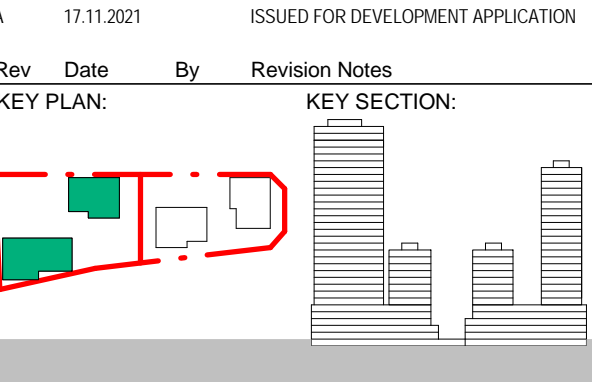 A 17.11.2021 ISSUED FOR DEVELOPMENT APPLICATION
Rev Date By Revision Notes
KEY PLAN: KEY SECTION: